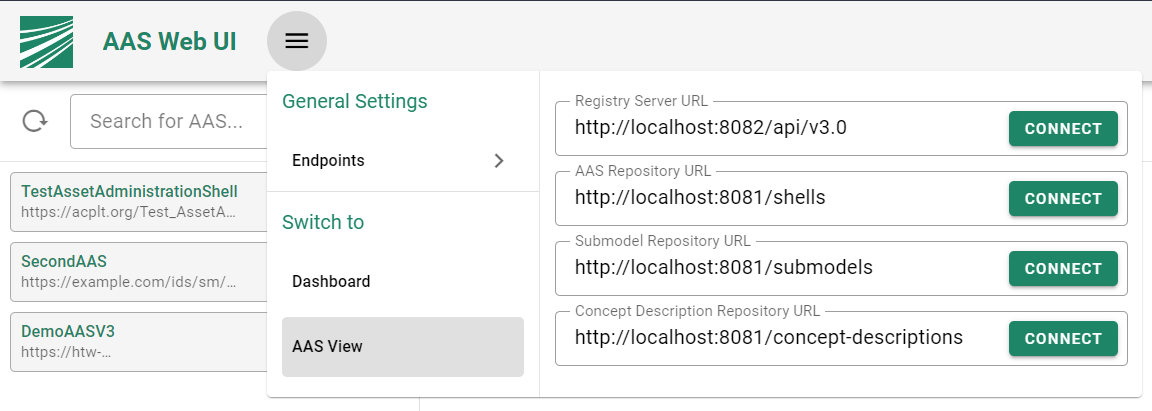 AAS Web UI
Search for AAS...
TestAssetAdministrationShell
https://acplt.org/Test_AssetA...
SecondAAS
https://example.com/ids/sm/...
DemoAASV3
https://htw-...
General Settings
Endpoints
Switch to
Dashboard
AAS View
Registry Server URL
http://localhost:8082/api/v3.0
CONNECT
AAS Repository URL
http://localhost:8081/shells
CONNECT
Submodel Repository URL
http://localhost:8081/submodels
CONNECT
Concept Description Repository URL
http://localhost:8081/concept-descriptions
CONNECT